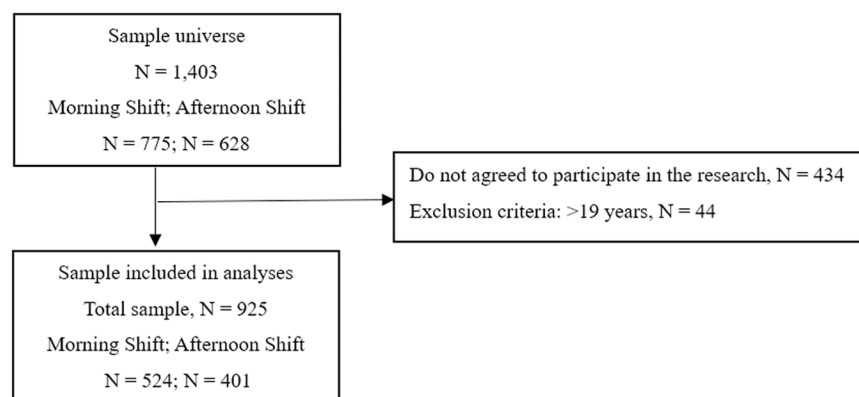 Sample universe
N = 1,403
Morning Shift; Afternoon Shift
N = 775; N = 628
Do not agreed to participate in the research, N = 434
Exclusion criteria: >19 years, N = 44
Sample included in analyses
Total sample, N = 925
Morning Shift; Afternoon Shift
N = 524; N = 401